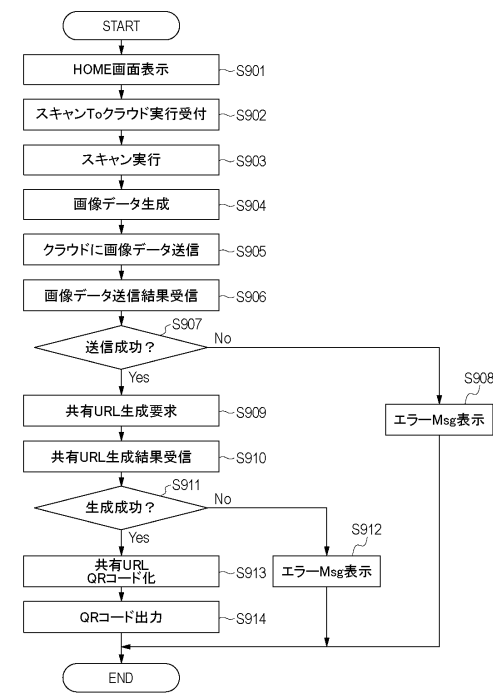 START
HOME画面表示 S901
スキャンToクラウド実行受付 S902
スキャン実行 S903
画像データ生成 S904
クラウドに画像データ送信 S905
画像データ送信結果受信 S906
S907
送信成功？ No
Yes
S908
エラーMsg表示
共有URL生成要求 S909
共有URL生成結果受信 S910
S911
生成成功？ No
Yes
S912
エラーMsg表示
共有URL
QRコード化 S913
QRコード出力 S914
END